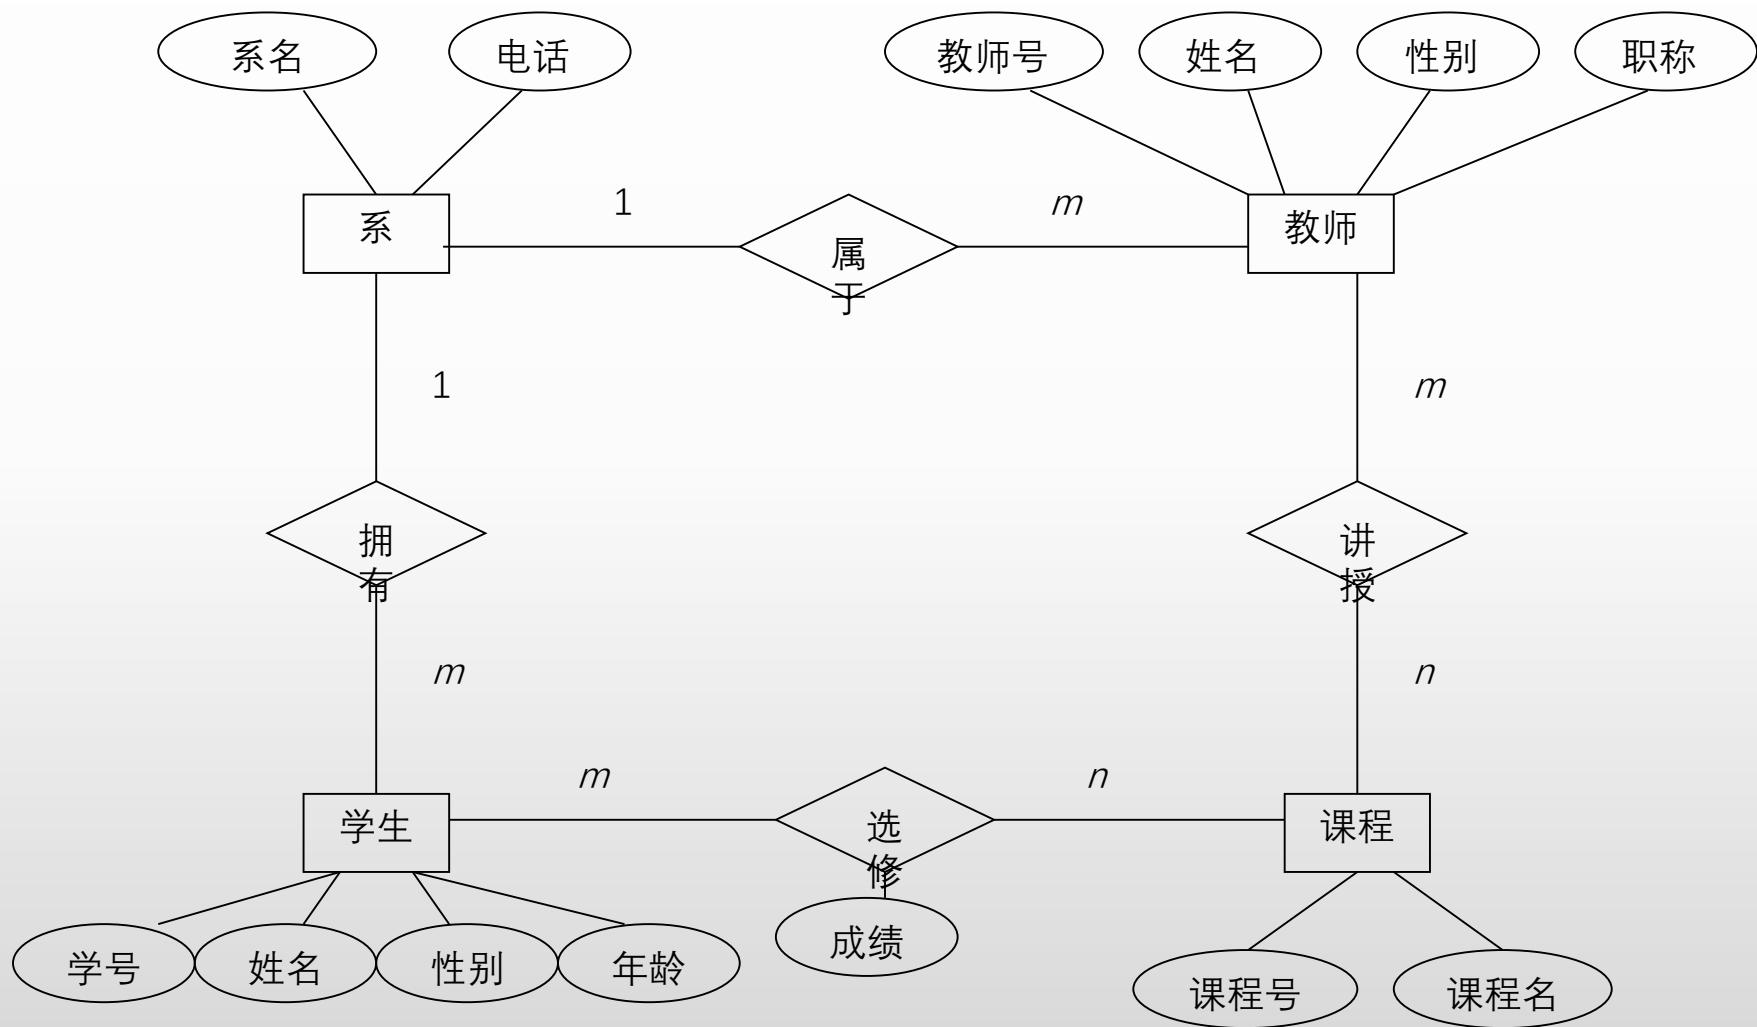 系名
电话
教师号
姓名
性别
职称
系
1
属
于
m
教师
1
m
拥
有
讲
授
m
n
学生
m
选
修
n
课程
成绩
学号
姓名
性别
年龄
课程号
课程名